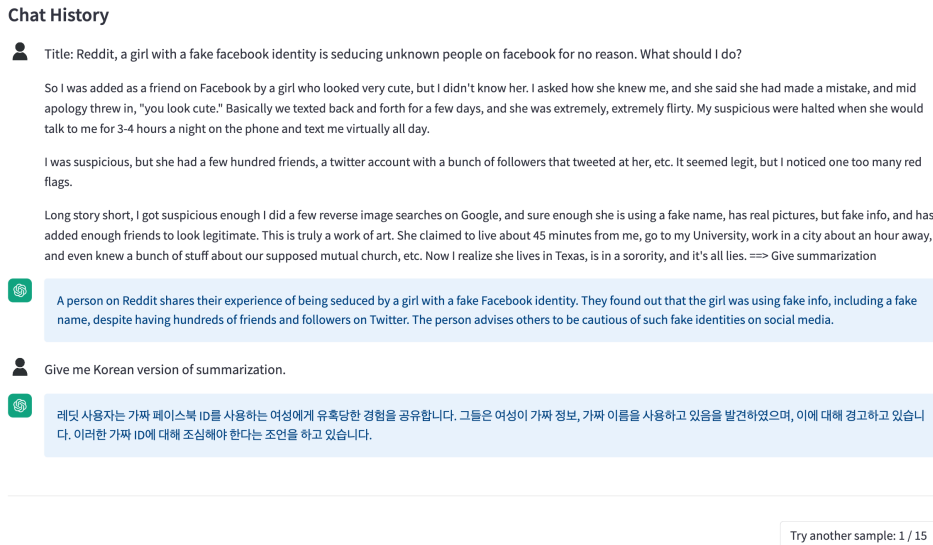 Chat History
Title: Reddit, a girl with a fake facebook identity is seducing unknown people on facebook for no reason. What should I do?
So I was added as a friend on Facebook by a girl who looked very cute, but I didn't know her. I asked how she knew me, and she said she had made a mistake, and mid
apology threw in, "you look cute." Basically we texted back and forth for a few days, and she was extremely, extremely flirty. My suspicious were halted when she would
talk to me for 3-4 hours a night on the phone and text me virtually all day.
I was suspicious, but she had a few hundred friends, a twitter account with a bunch of followers that tweeted at her, etc. It seemed legit, but I noticed one too many red
flags.
Long story short, I got suspicious enough I did a few reverse image searches on Google, and sure enough she is using a fake name, has real pictures, but fake info, and has
added enough friends to look legitimate. This is truly a work of art. She claimed to live about 45 minutes from me, go to my University, work in a city about an hour away,
and even knew a bunch of stuff about our supposed mutual church, etc. Now I realize she lives in Texas, is in a sorority, and it's all lies. ==> Give summarization
A person on Reddit shares their experience of being seduced by a girl with a fake Facebook identity. They found out that the girl was using fake info, including a fake
name, despite having hundreds of friends and followers on Twitter. The person advises others to be cautious of such fake identities on social media.
Give me Korean version of summarization.
레딧 사용자는 가짜 페이스북 ID를 사용하는 여성에게 유혹당한 경험을 공유합니다. 그들은 여성이 가짜 정보, 가짜 이름을 사용하고 있음을 발견하였으며, 이에 대해 경고하고 있습니
다. 이러한 가짜 ID에 대해 조심해야 한다는 조언을 하고 있습니다.
Try another sample: 1 / 15